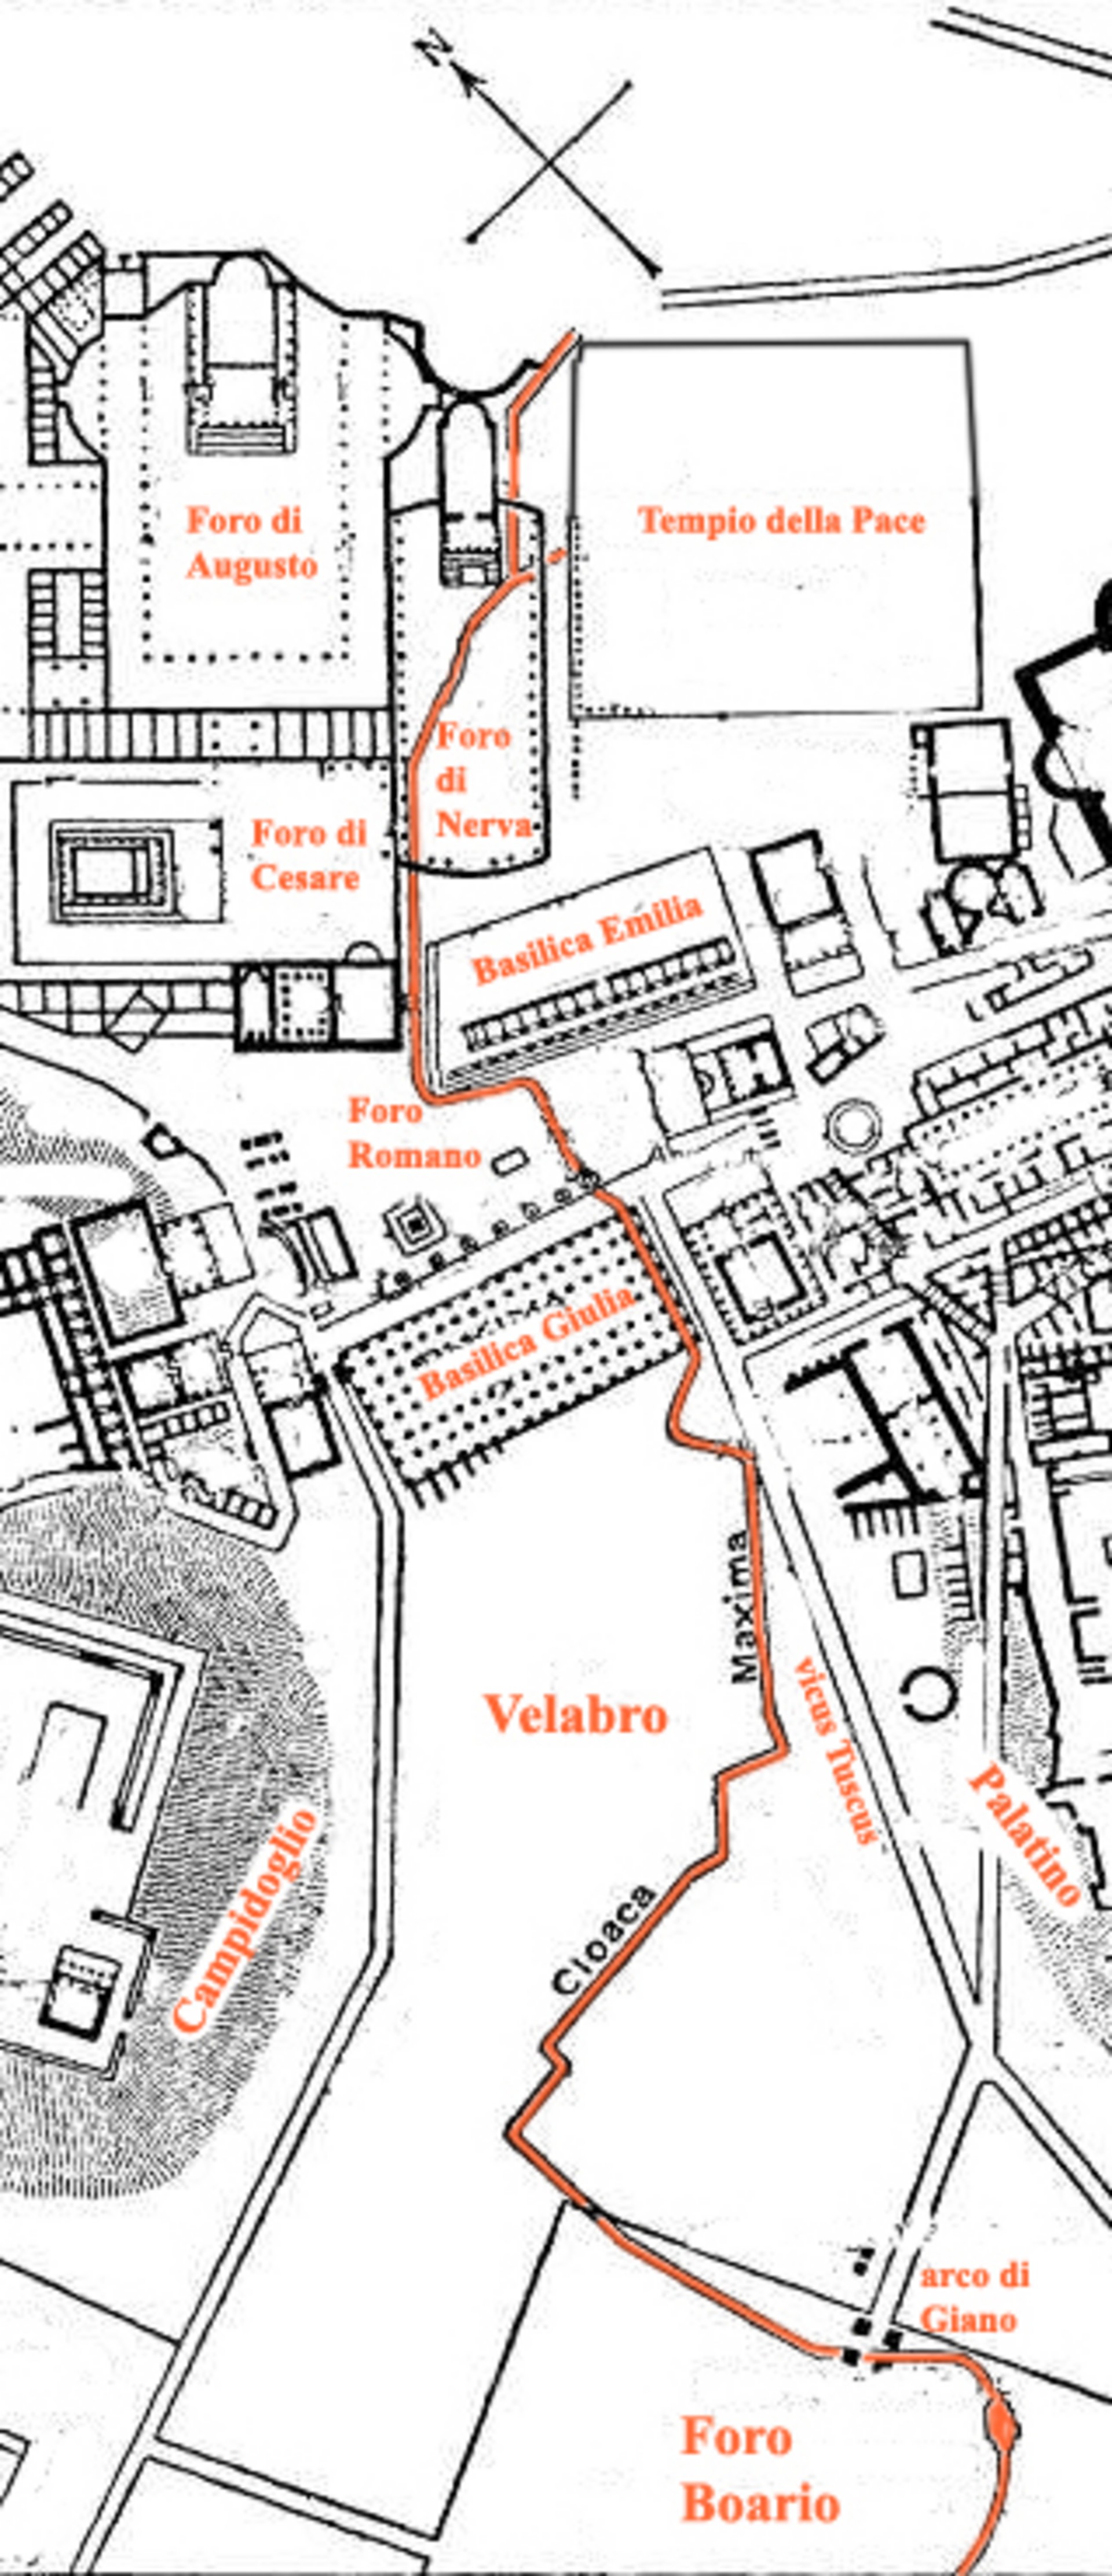 N
Foro di
Augusto
Tempio della Pace
Foro
di
Nerva
Foro di
Cesare
Basilica Emilia
Foro
Romano
Basilica Giulia
Maxima
Velabro
vicus Tuscus
Palatino
Campidoglio
Cloaca
arco di
Giano
Foro
Boario